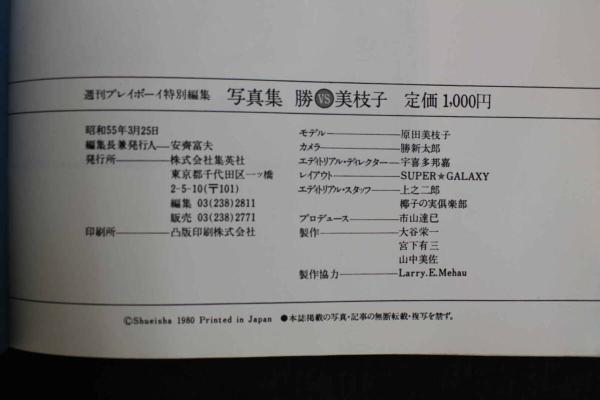 週刊プレイボーイ特別編集 写真集 勝VS美枝子 定価1,000円
昭和55年3月25日
編集長兼発行人―安齊富夫
発行所―株式会社集英社
東京都千代田区一ッ橋
2-5-10(〒101)
編集 03(238)2811
販売 03(238)2771
印刷所―凸版印刷株式会社
モデル―原田美枝子
カメラ―勝新太郎
エディトリアル・ディレクター―宇喜多邦嘉
レイアウト―SUPER★GALAXY
エディトリアル・スタッフ―上之二郎
椰子の実倶楽部
プロデュース―市山達巳
製作―大谷栄一
宮下有三
山中美佐
製作協力―Larry.E.Mehau
©Shueisha 1980 Printed in Japan ●本誌掲載の写真・記事の無断転載・複写を禁ず。